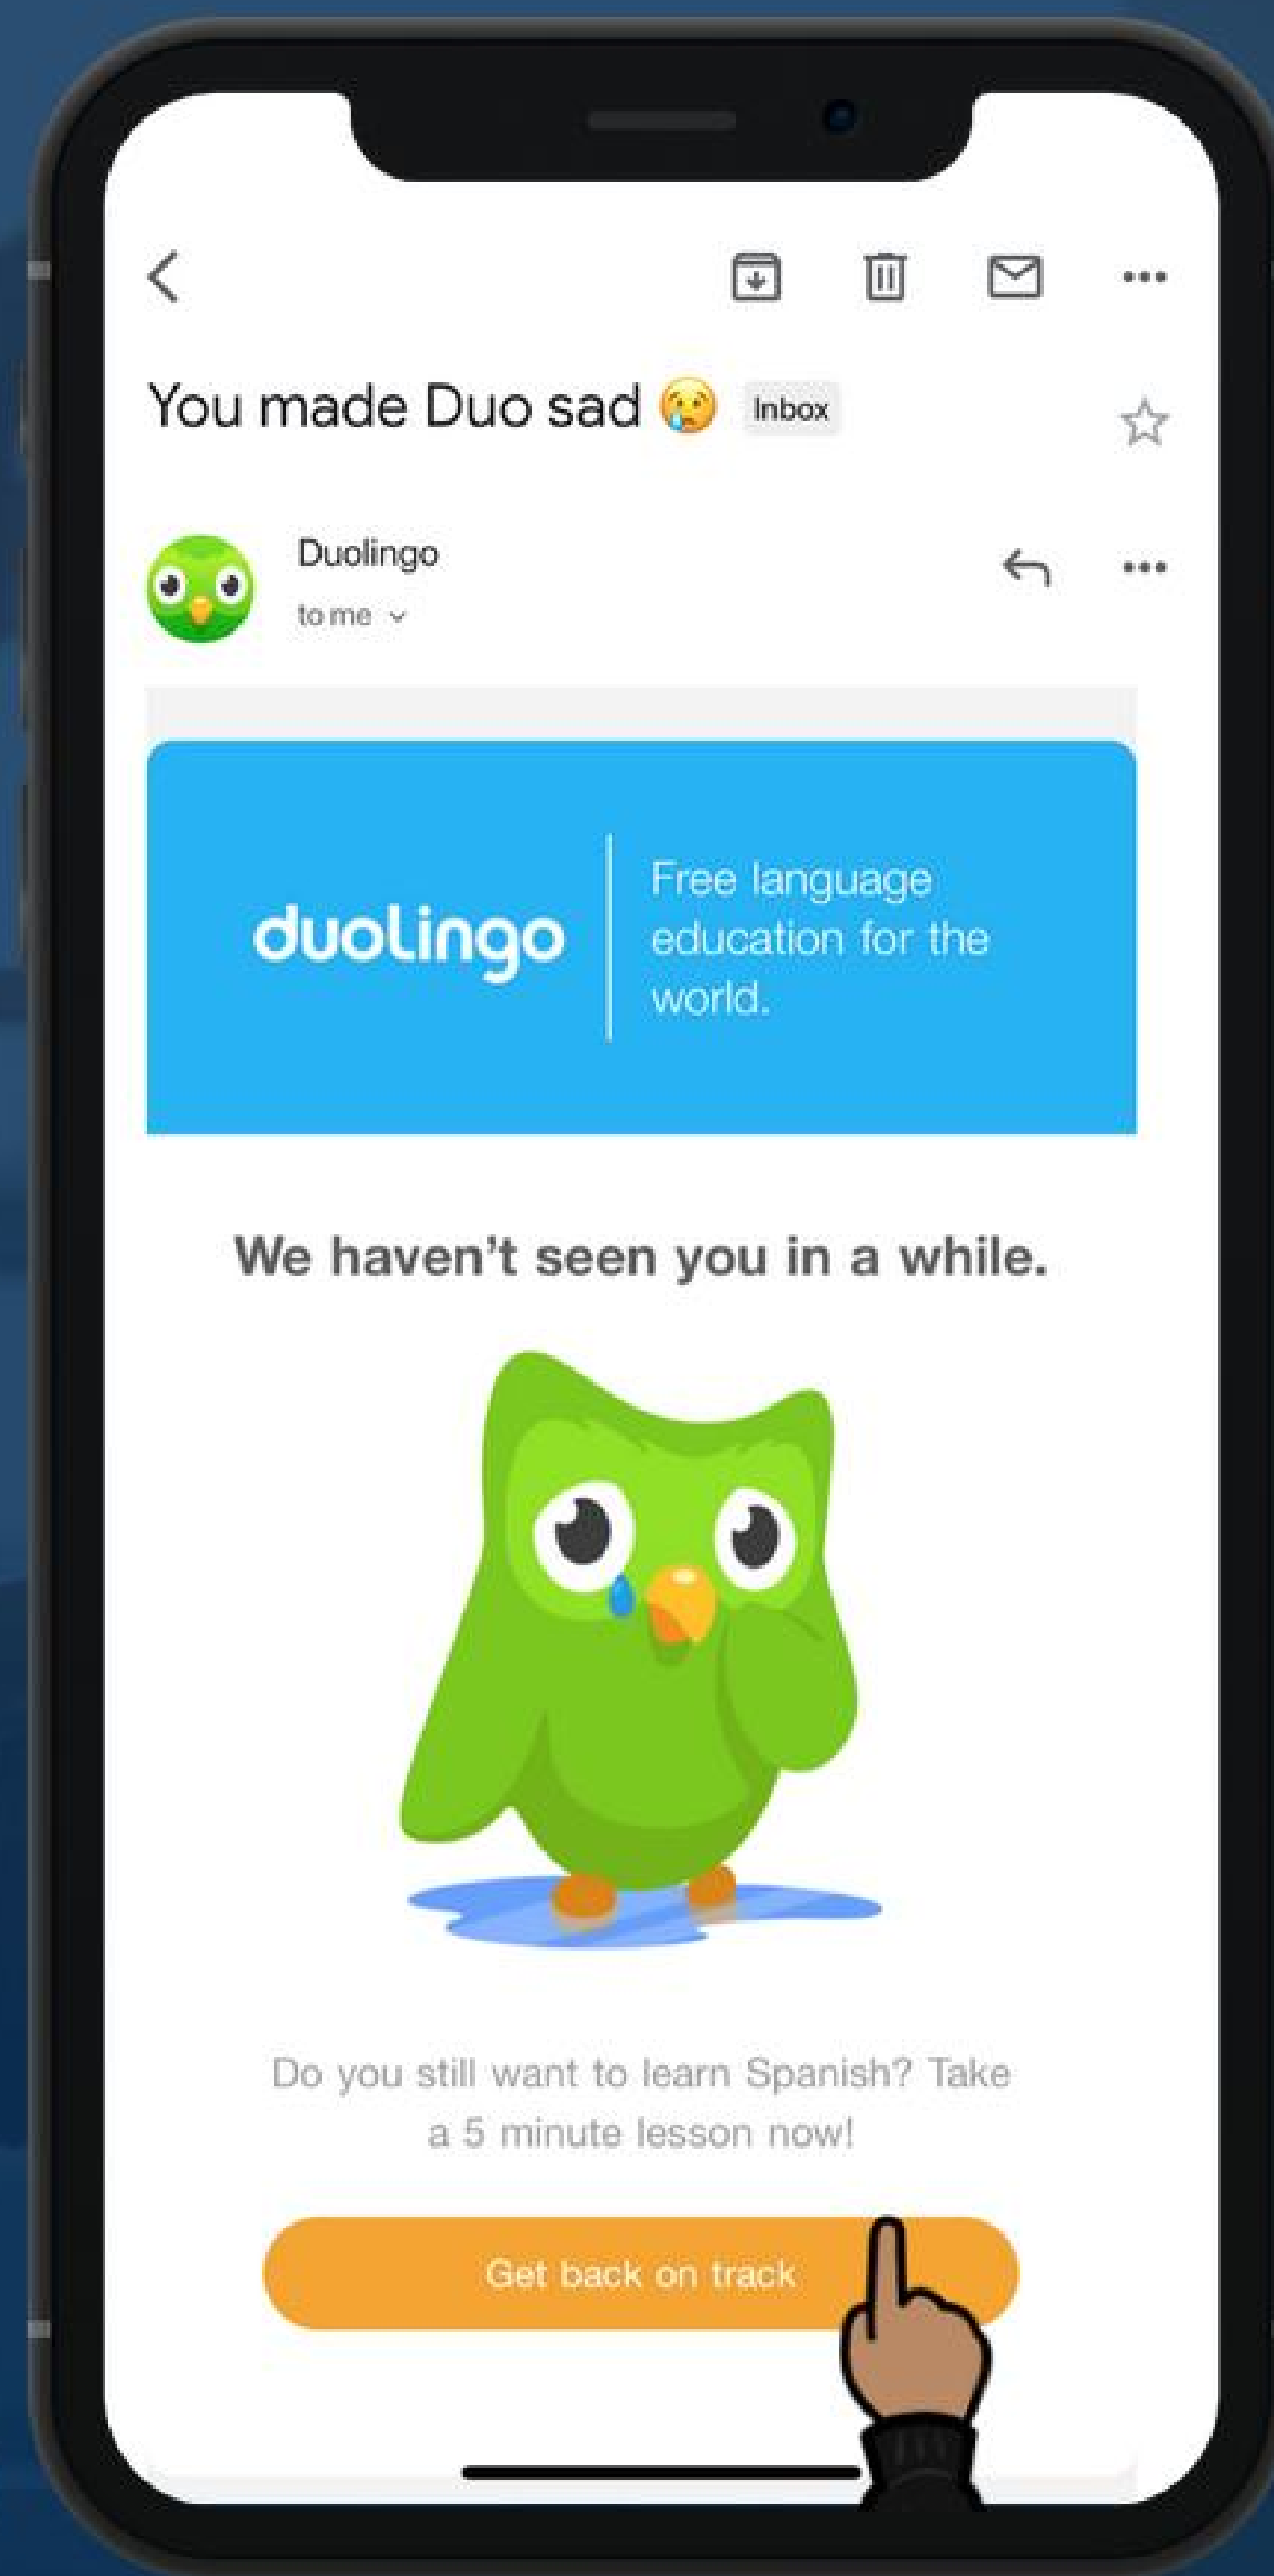 You made Duo sad 😢 Inbox
Duolingo
to me
duolingo
Free language
education for the
world.
We haven't seen you in a while.
Do you still want to learn Spanish? Take
a 5 minute lesson now!
Get back on track